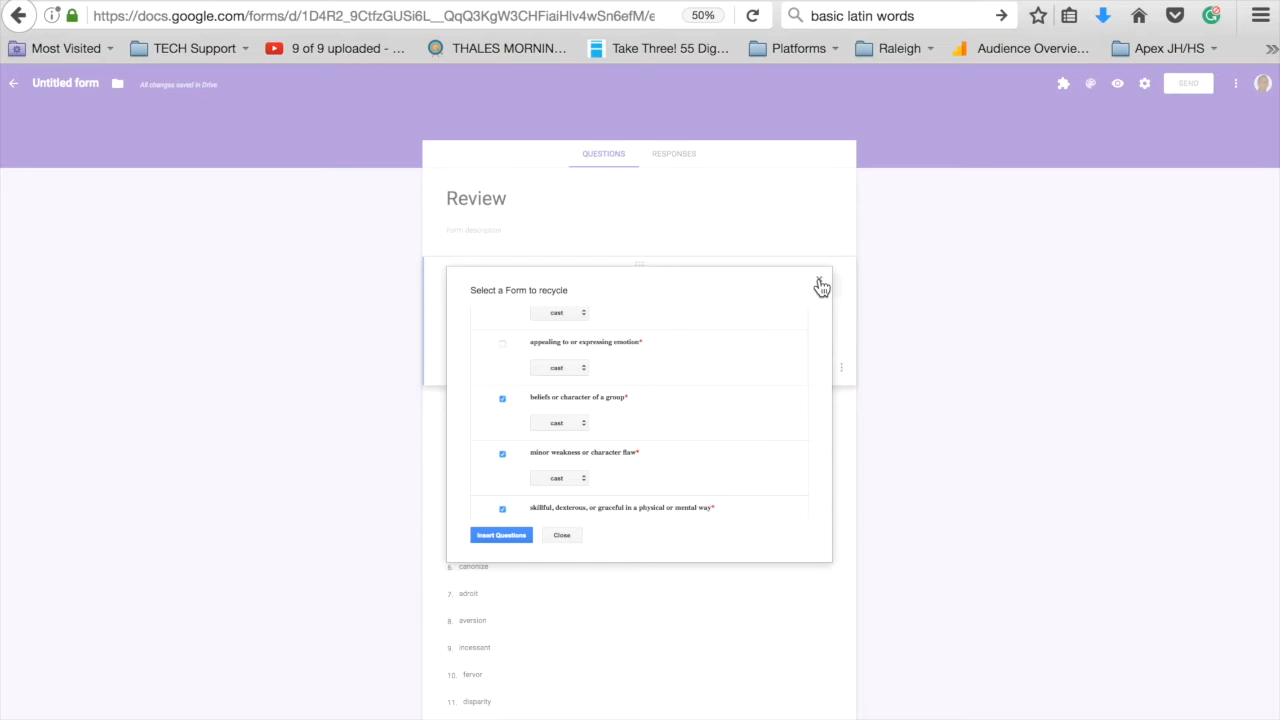 https://docs.google.com/forms/d/1D4R2_9CtfzGUSi6L__QqQ3KgW3CHFiaiHlv4wSn6efM/e 50% basic latin words
Most Visited TECH Support 9 of 9 uploaded - ... THALES MORNIN... Take Three! 55 Dig... Platforms Raleigh Audience Overvie... Apex JH/HS »
Untitled form All changes saved in Drive SEND
QUESTIONS RESPONSES
Review
Form description
Select a Form to recycle
cast
appealing to or expressing emotion*
cast
beliefs or character of a group*
cast
minor weakness or character flaw*
cast
skillful, dexterous, or graceful in a physical or mental way*
Insert Questions Close
6. canonize
7. adroit
8. aversion
9. incessant
10. fervor
11. disparity